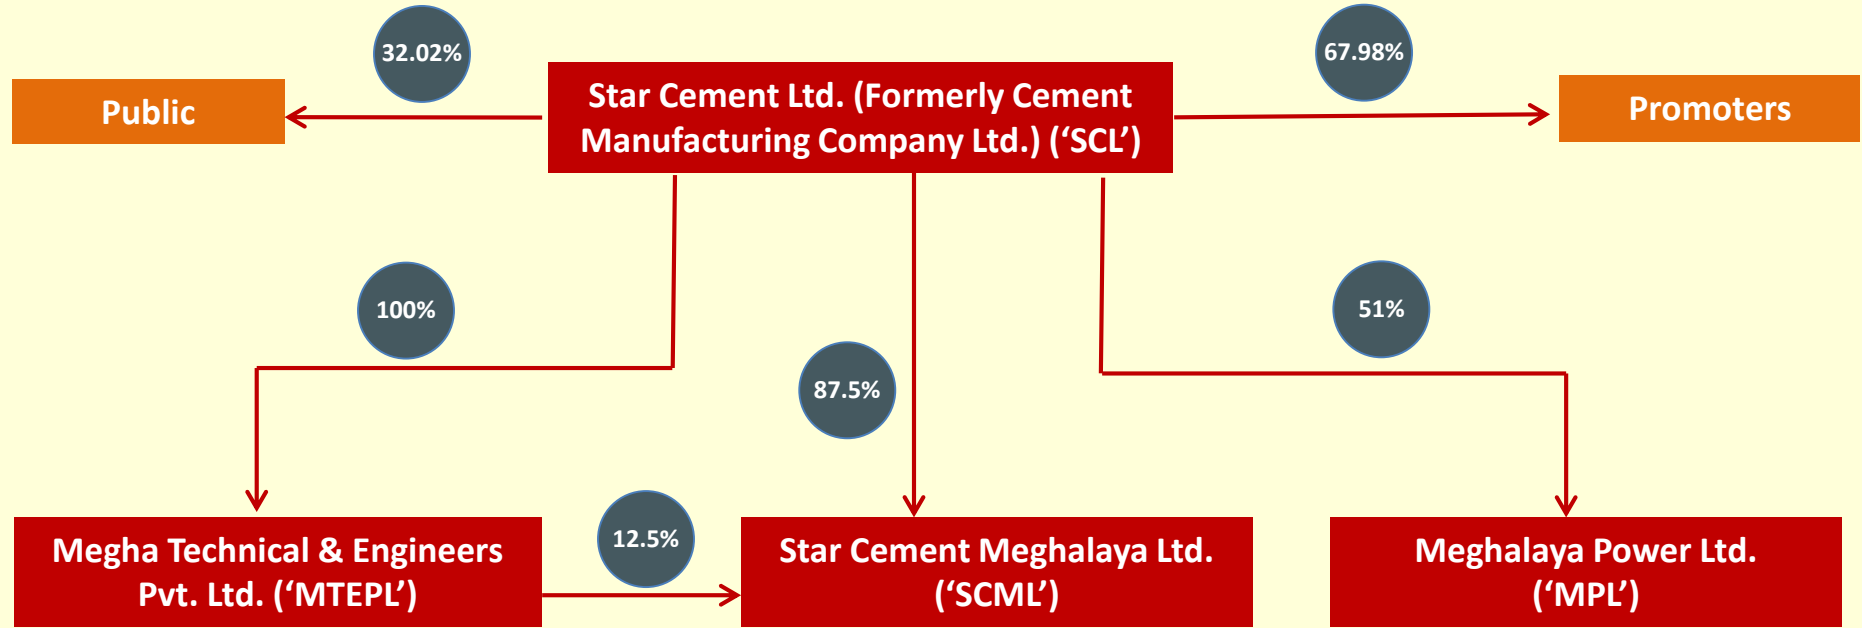 32.02%
67.98%
Public
Star Cement Ltd. (Formerly Cement
Manufacturing Company Ltd.) (‘SCL’)
Promoters
100%
51%
87.5%
12.5%
Megha Technical & Engineers
Pvt. Ltd. (‘MTEPL’)
Star Cement Meghalaya Ltd.
(‘SCML’)
Meghalaya Power Ltd.
(‘MPL’)